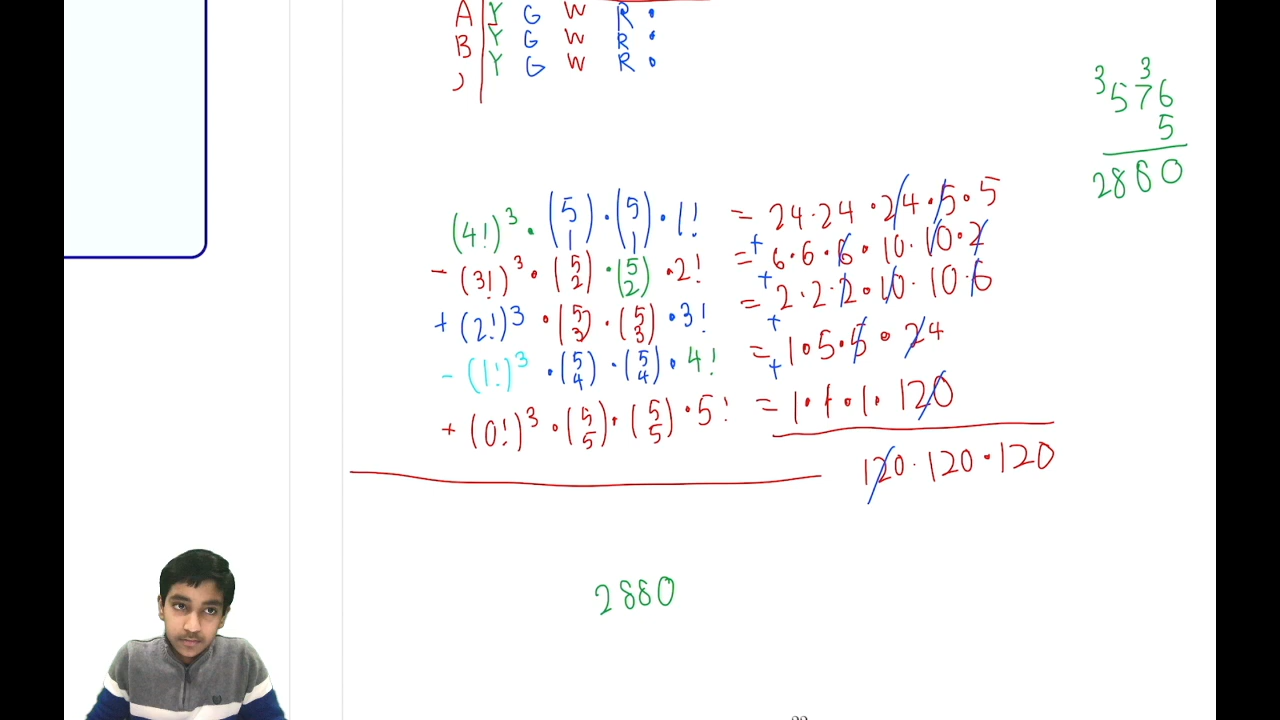 A | Y G W R .
B | Y G W R .
) | Y G W R .
3 3
576
5
2880
(4!)³ · (5 1) · (5 1) · 1! = 24 · 24 · 24 · 5 · 5
- (3!)³ · (5 2) · (5 2) · 2! = + 6 · 6 · 6 · 10 · 10 · 2
+ (2!)³ · (5 3) · (5 3) · 3! = + 2 · 2 · 2 · 10 · 10 · 6
- (1!)³ · (5 4) · (5 4) · 4! = + 1 · 5 · 5 · 24
+ (0!)³ · (5 5) · (5 5) · 5! = + 1 · 1 · 1 · 120
120 · 120 · 120
2880